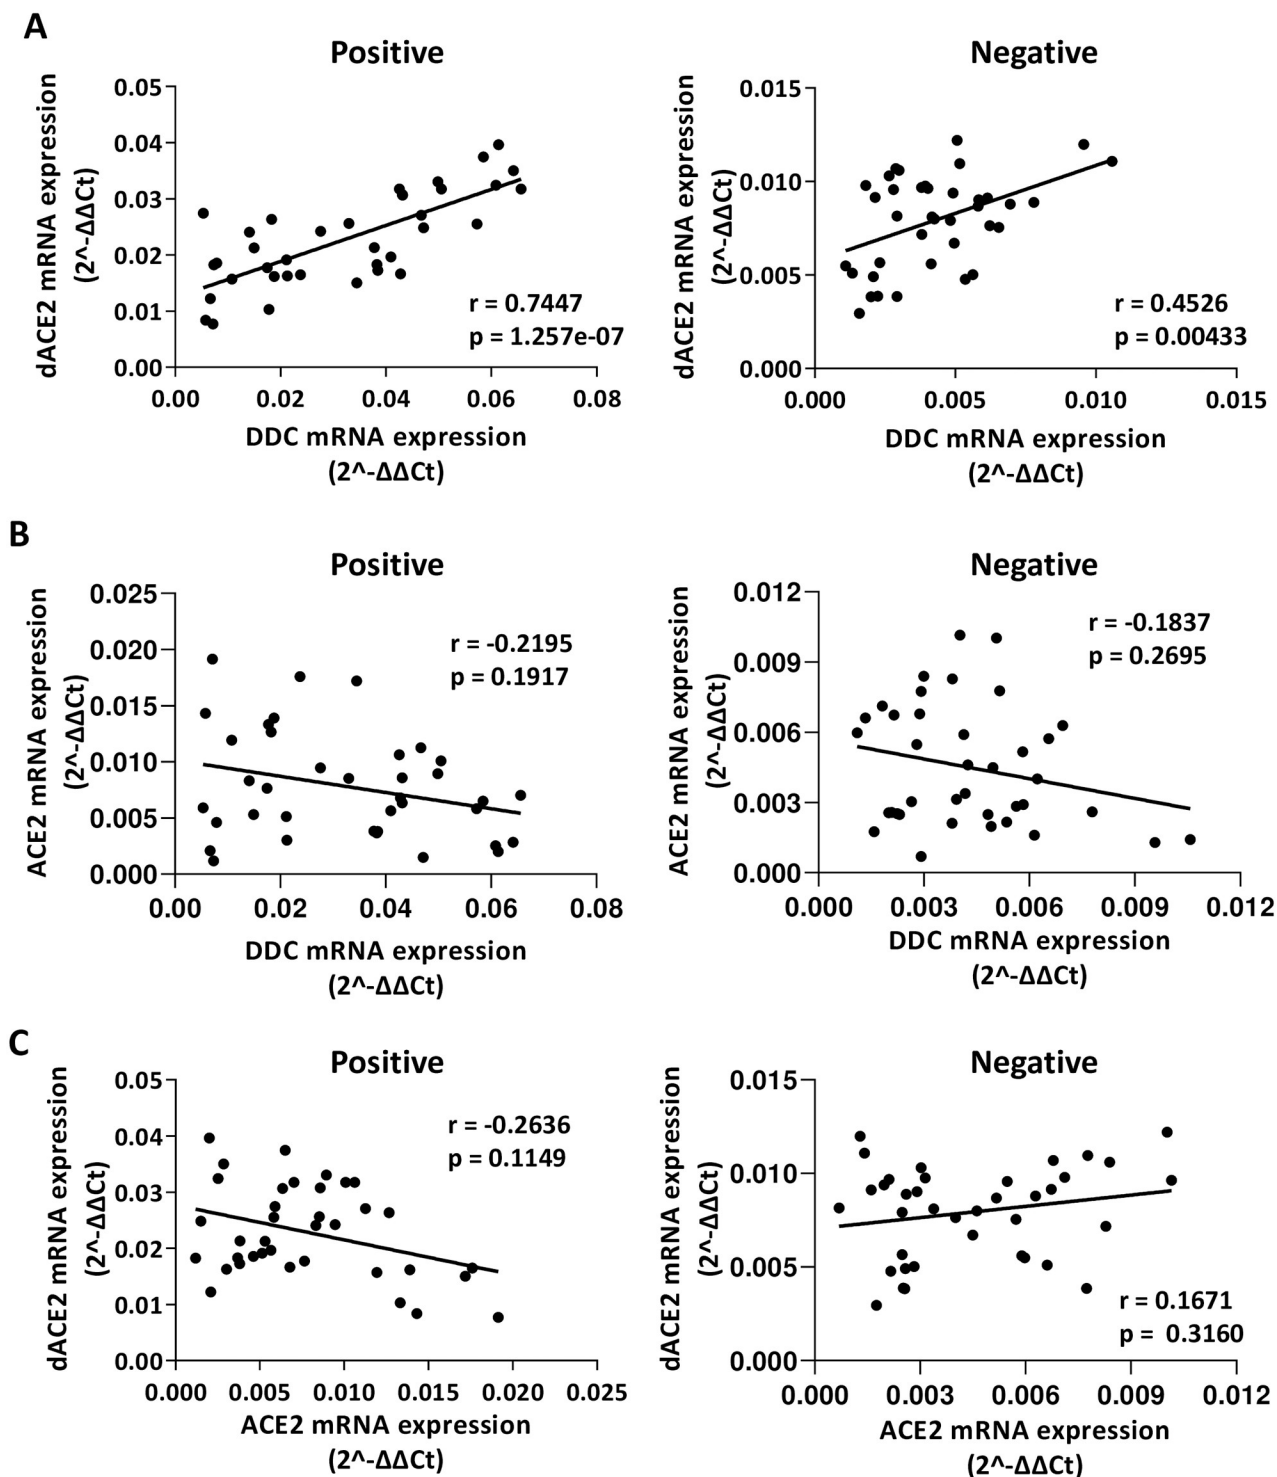 A
Positive
dACE2 mRNA expression
(2^-ΔΔCt)
0.05
0.04
0.03
0.02
0.01
0.00
r = 0.7447
p = 1.257e-07
0.00 0.02 0.04 0.06 0.08
DDC mRNA expression
(2^-ΔΔCt)
Negative
dACE2 mRNA expression
(2^-ΔΔCt)
0.015
0.010
0.005
0.000
r = 0.4526
p = 0.00433
0.000 0.005 0.010 0.015
DDC mRNA expression
(2^-ΔΔCt)
B
Positive
ACE2 mRNA expression
(2^-ΔΔCt)
0.025
0.020
0.015
0.010
0.005
0.000
r = -0.2195
p = 0.1917
0.00 0.02 0.04 0.06 0.08
DDC mRNA expression
(2^-ΔΔCt)
Negative
ACE2 mRNA expression
(2^-ΔΔCt)
0.012
0.009
0.006
0.003
0.000
r = -0.1837
p = 0.2695
0.000 0.003 0.006 0.009 0.012
DDC mRNA expression
(2^-ΔΔCt)
C
Positive
dACE2 mRNA expression
(2^-ΔΔCt)
0.05
0.04
0.03
0.02
0.01
0.00
r = -0.2636
p = 0.1149
0.000 0.005 0.010 0.015 0.020 0.025
ACE2 mRNA expression
(2^-ΔΔCt)
Negative
dACE2 mRNA expression
(2^-ΔΔCt)
0.015
0.010
0.005
0.000
r = 0.1671
p =  0.3160
0.000 0.003 0.006 0.009 0.012
ACE2 mRNA expression
(2^-ΔΔCt)